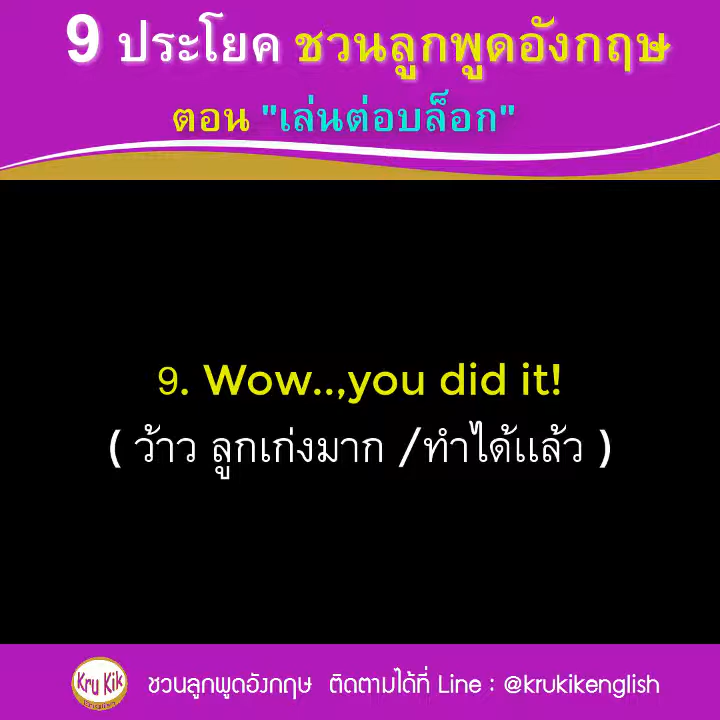 9 ประโยค ชวนลูกพูดอังกฤษ
ตอน "เล่นต่อบล็อก"
9. Wow..,you did it!
( ว้าว ลูกเก่งมาก /ทำได้แล้ว )
Kru Kik
English
ชวนลูกพูดอังกฤษ ติดตามได้ที่ Line : @krukikenglish